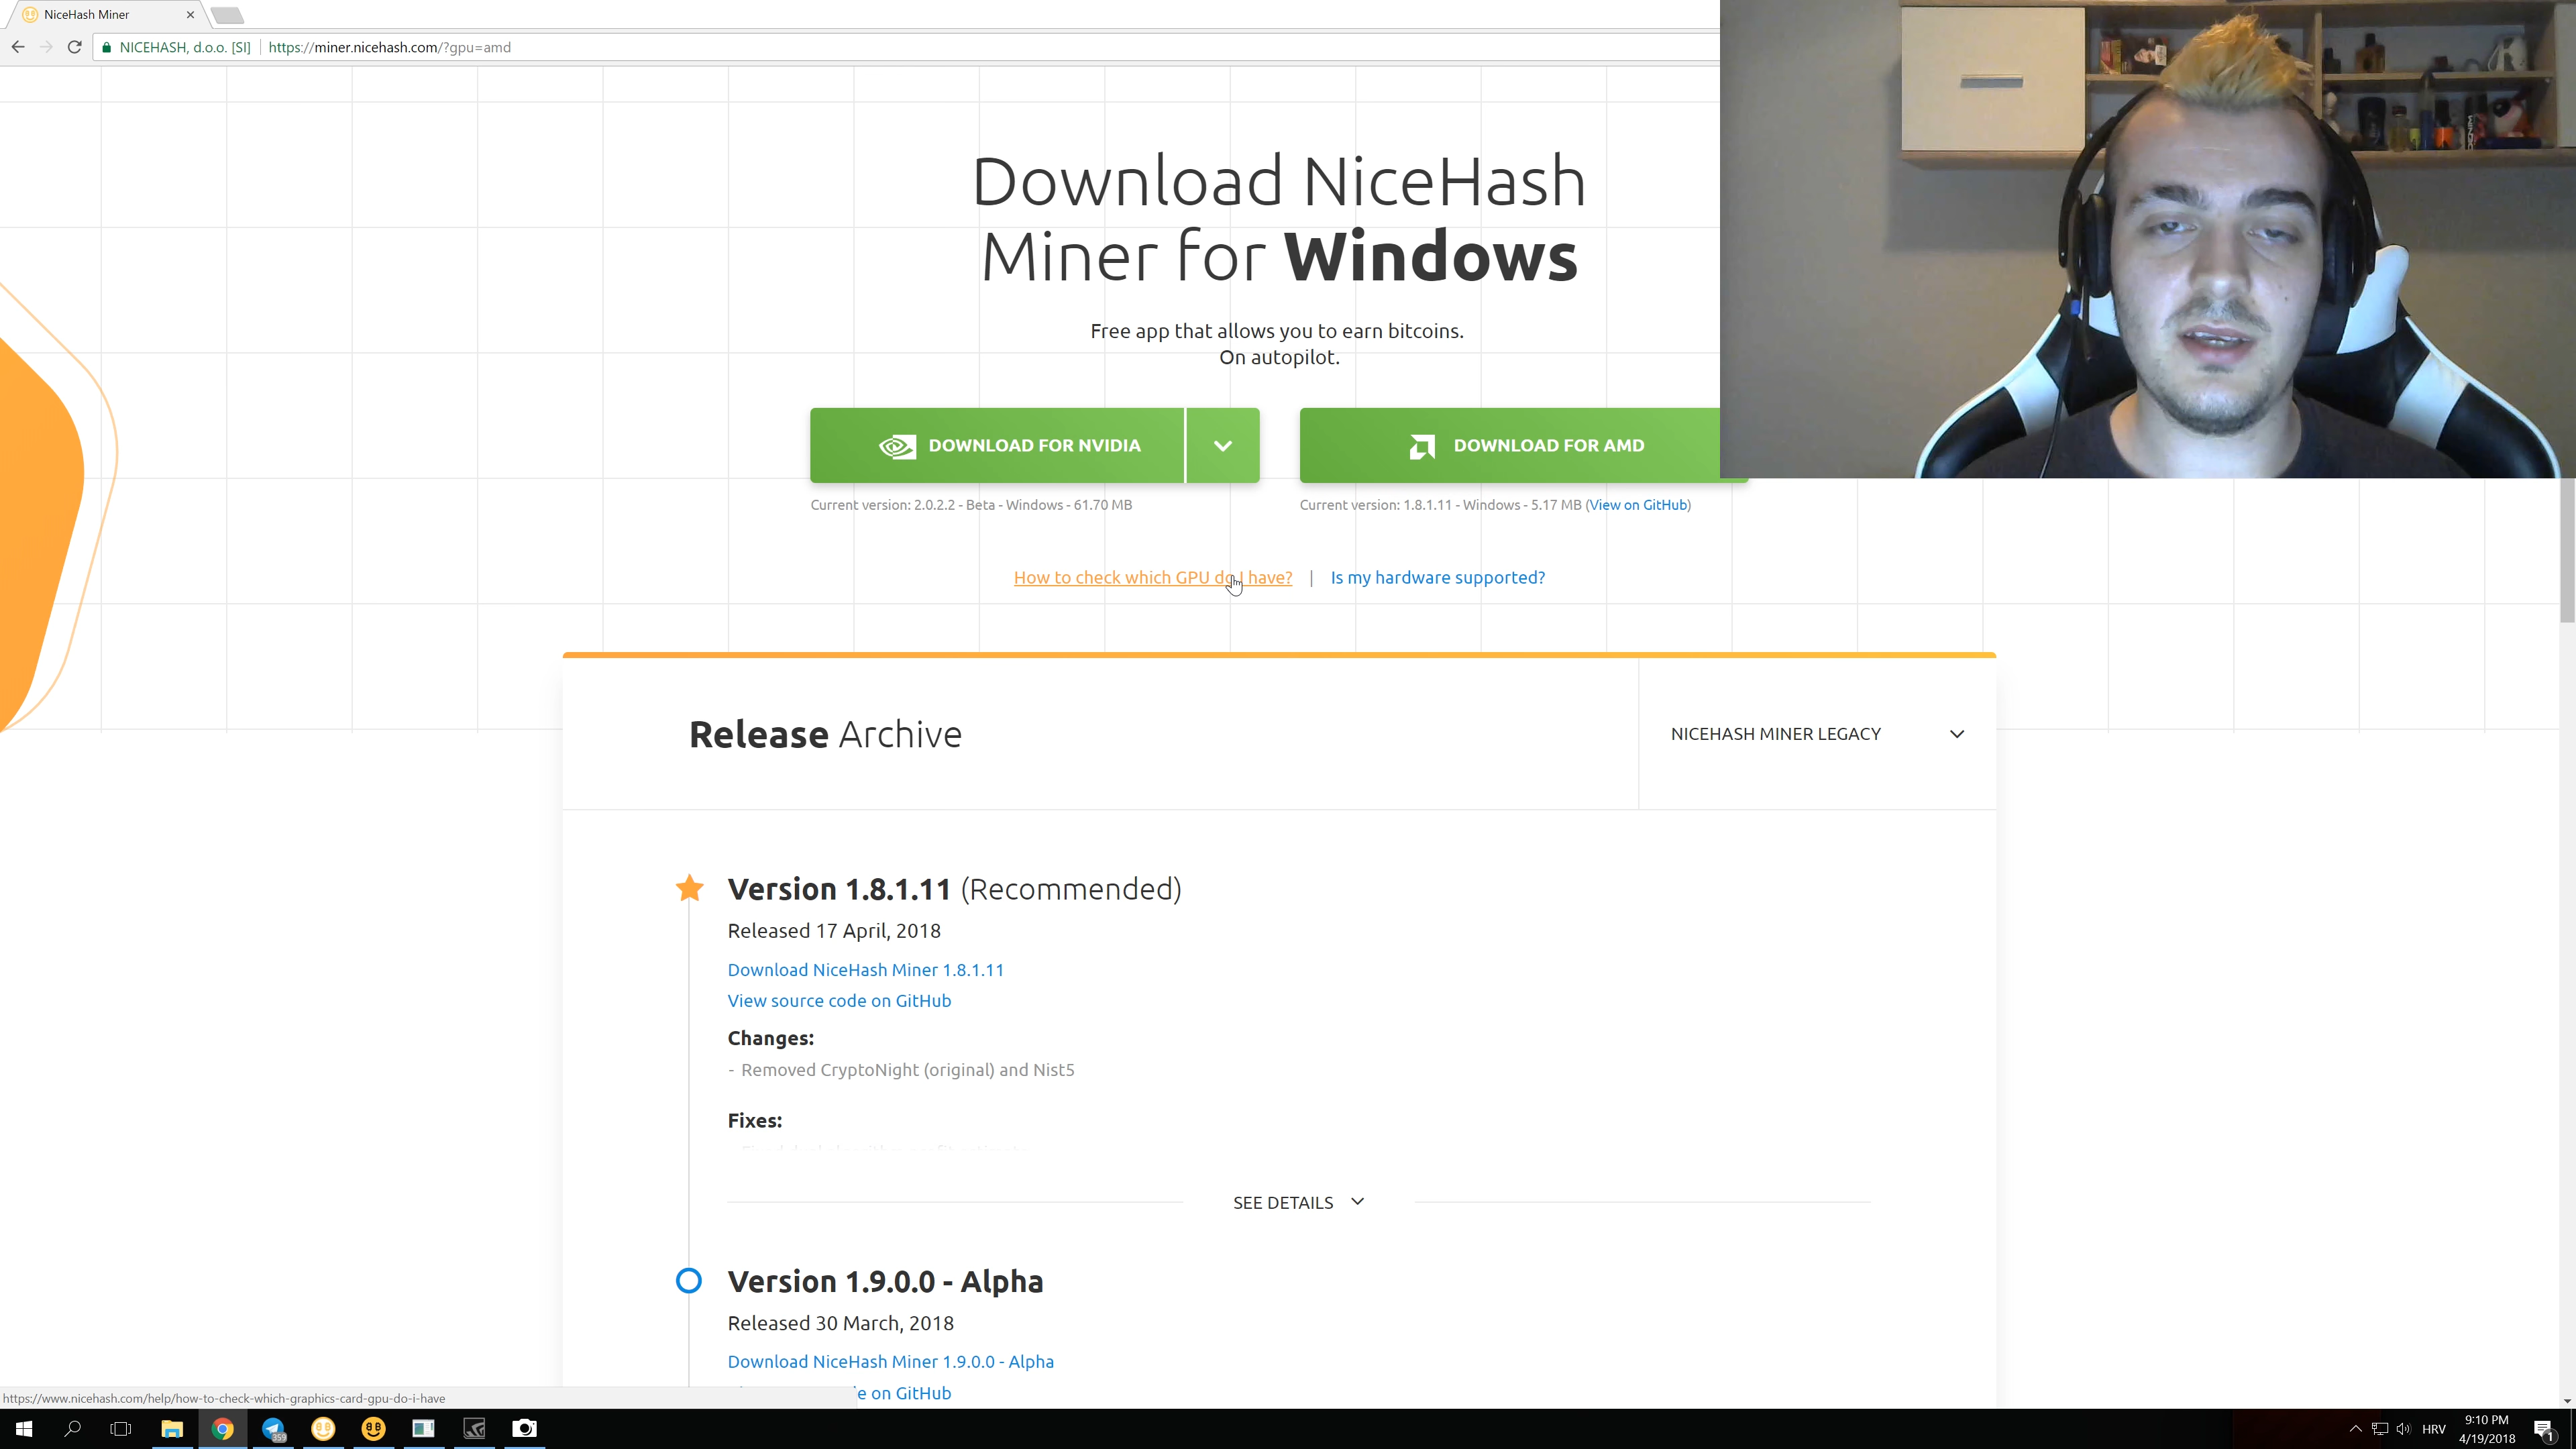 NiceHash Miner
NICEHASH, d.o.o. [SI] https://miner.nicehash.com/?gpu=amd
Download NiceHash
Miner for Windows
Free app that allows you to earn bitcoins.
On autopilot.
DOWNLOAD FOR NVIDIA
DOWNLOAD FOR AMD
Current version: 2.0.2.2 - Beta - Windows - 61.70 MB
Current version: 1.8.1.11 - Windows - 5.17 MB (View on GitHub)
How to check which GPU do I have? | Is my hardware supported?
Release Archive
NICEHASH MINER LEGACY
Version 1.8.1.11 (Recommended)
Released 17 April, 2018
Download NiceHash Miner 1.8.1.11
View source code on GitHub
Changes:
- Removed CryptoNight (original) and Nist5
Fixes:
SEE DETAILS
Version 1.9.0.0 - Alpha
Released 30 March, 2018
Download NiceHash Miner 1.9.0.0 - Alpha
on GitHub
https://www.nicehash.com/help/how-to-check-which-graphics-card-gpu-do-i-have
359
HRV
9:10 PM
4/19/2018
1